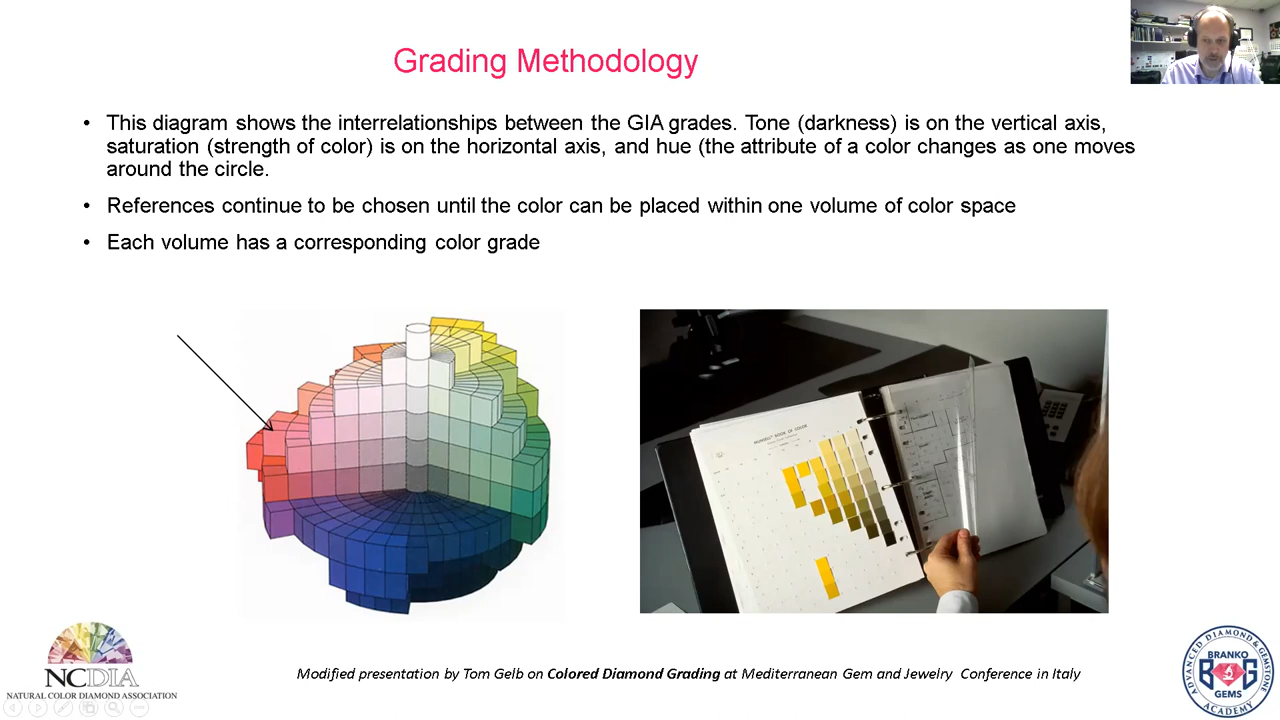 Grading Methodology
• This diagram shows the interrelationships between the GIA grades. Tone (darkness) is on the vertical axis,
saturation (strength of color) is on the horizontal axis, and hue (the attribute of a color changes as one moves
around the circle.
• References continue to be chosen until the color can be placed within one volume of color space
• Each volume has a corresponding color grade
MUNSELL BOOK OF COLOR
NCDIA
NATURAL COLOR DIAMOND ASSOCIATION
Modified presentation by Tom Gelb on Colored Diamond Grading at Mediterranean Gem and Jewelry Conference in Italy
ADVANCED DIAMOND & GEMSTONE
BRANKO
GEMS
ACADEMY